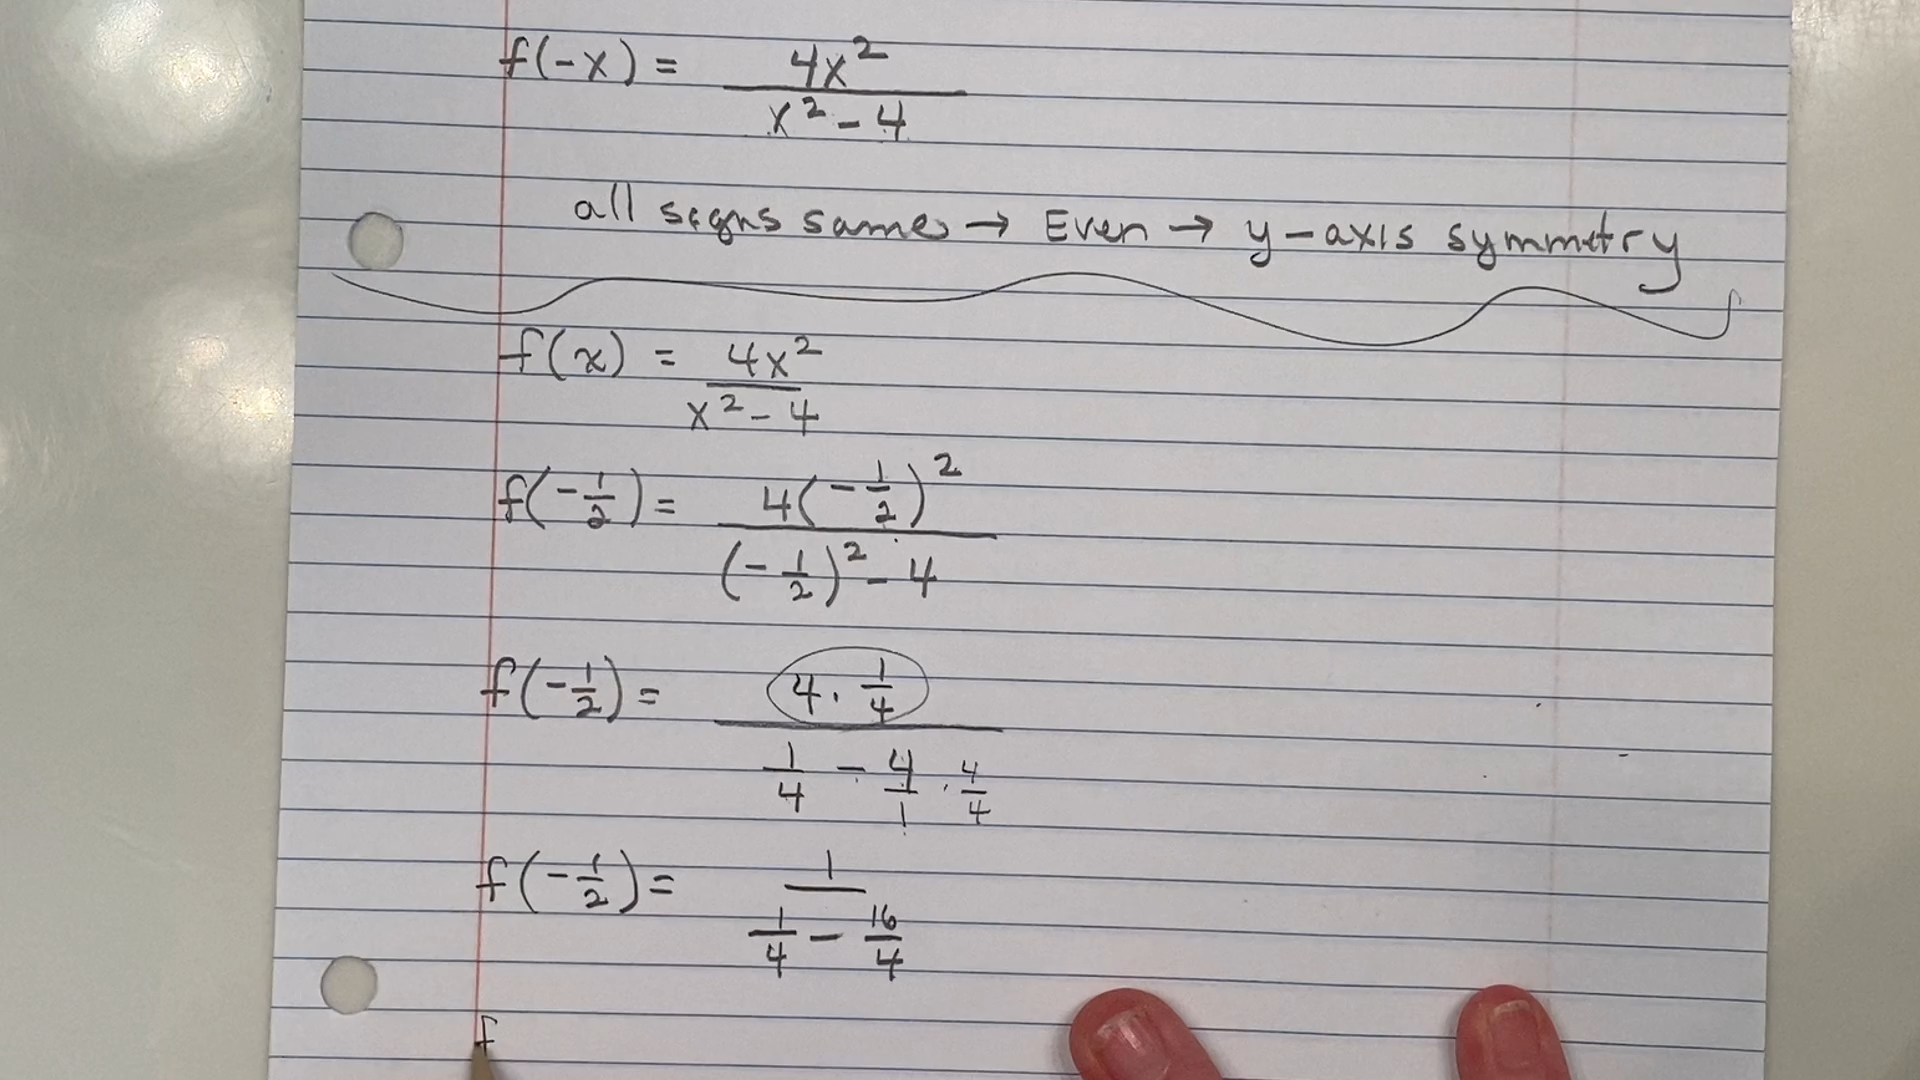 f(-x) = 4x²/(x² - 4)
all signs same → Even → y-axis symmetry
f(x) = 4x²/(x² - 4)
f(-1/2) = 4(-1/2)²/((-1/2)² - 4)
f(-1/2) = (4 · 1/4)/(1/4 - 4/1 · 4/4)
f(-1/2) = 1/(1/4 - 16/4)
f